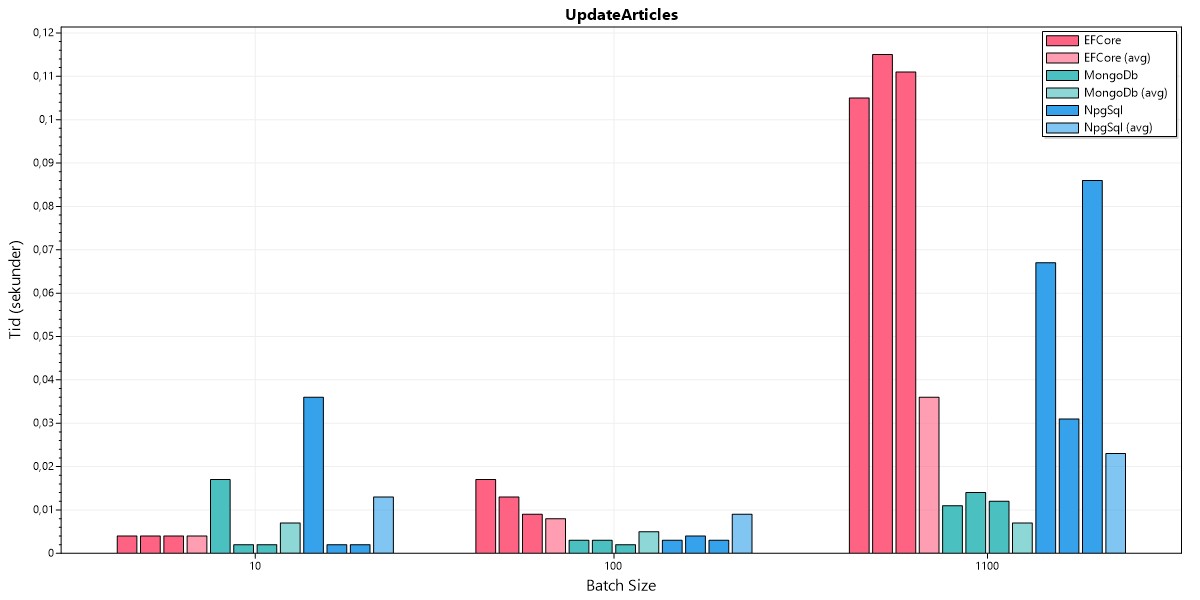 UpdateArticles
EFCore
EFCore (avg)
MongoDb
MongoDb (avg)
NpgSql
NpgSql (avg)
0,12
0,11
0,1
0,09
0,08
0,07
0,06
0,05
0,04
0,03
0,02
0,01
0
Tid (sekunder)
10
100
1100
Batch Size